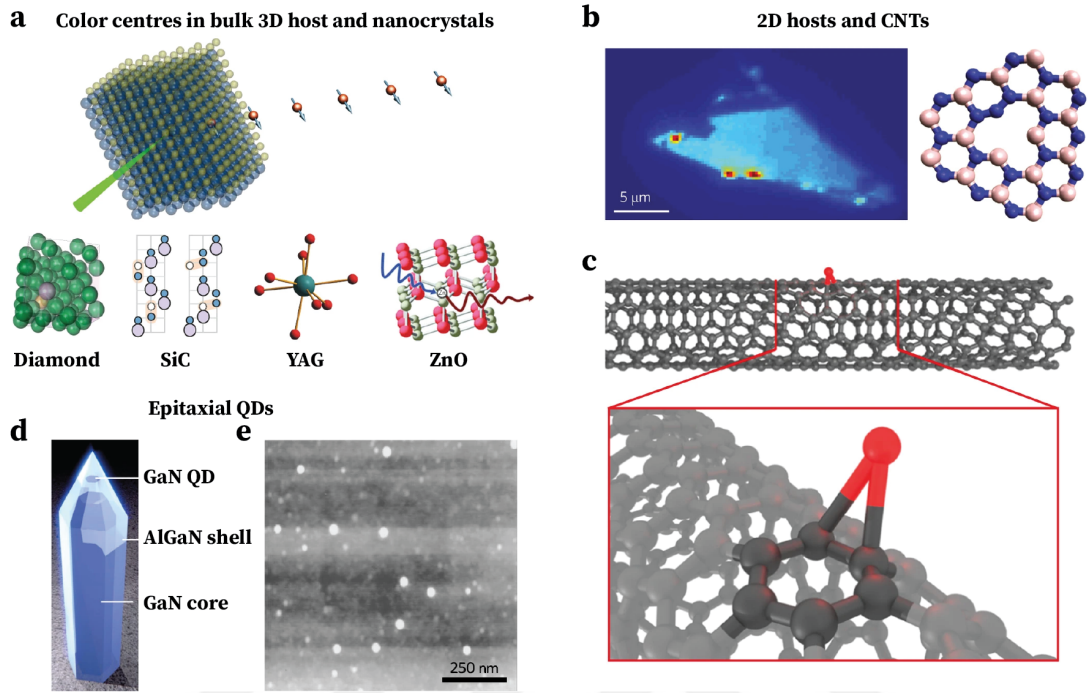 a
Color centres in bulk 3D host and nanocrystals
Diamond
SiC
YAG
ZnO
b
2D hosts and CNTs
5 μm
c
Epitaxial QDs
d
GaN QD
AlGaN shell
GaN core
e
250 nm